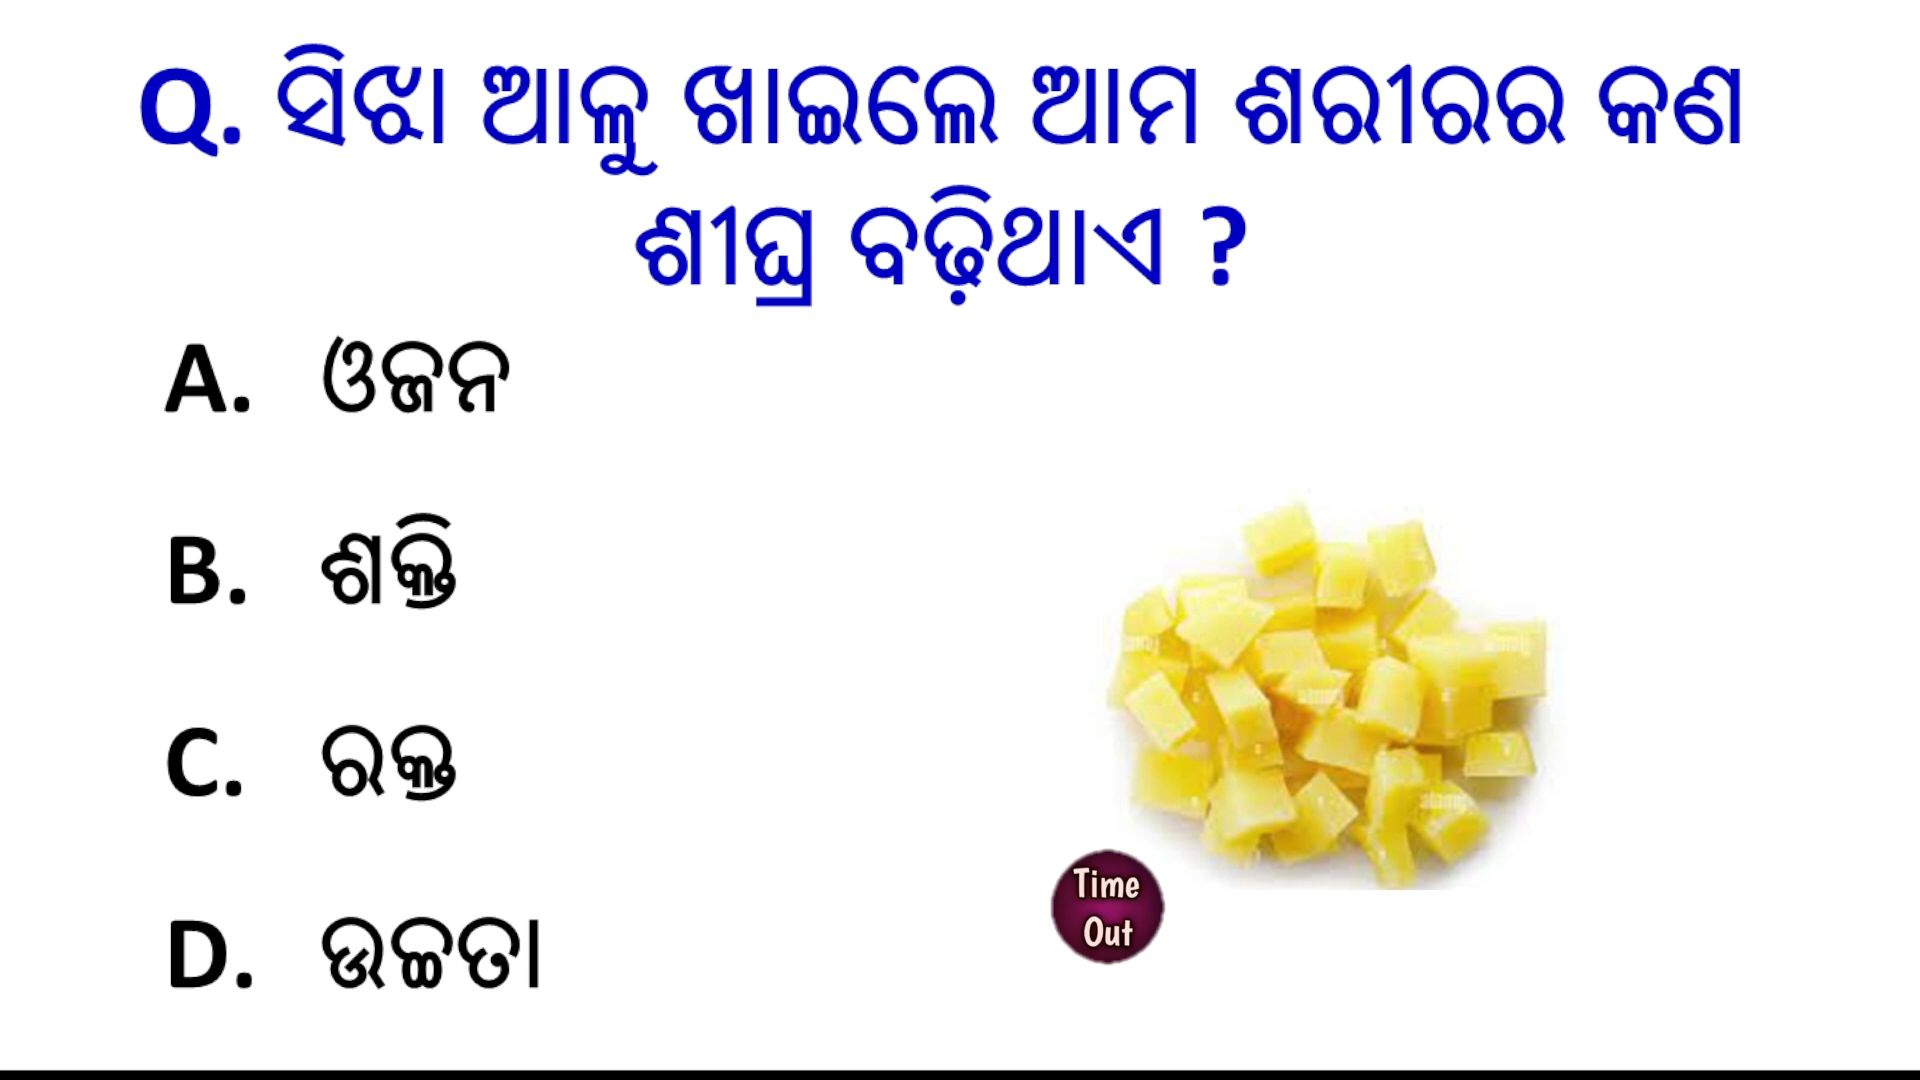 Q. ସିଝା ଆଳୁ ଖାଇଲେ ଆମ ଶରୀରର କଣ
ଶୀଘ୍ର ବଢ଼ିଥାଏ ?
A. ଓଜନ
B. ଶକ୍ତି
C. ରକ୍ତ
D. ଉଚ୍ଚତା
Time
Out